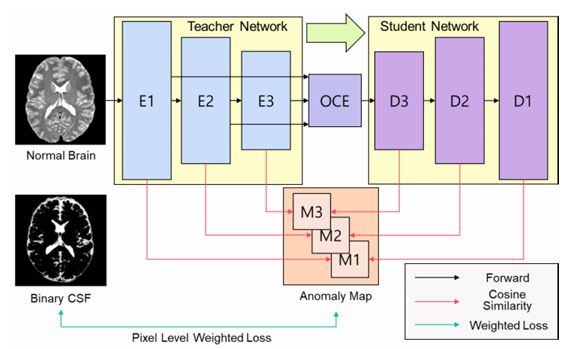 Teacher Network
Student Network
E1
E2
E3
OCE
D3
D2
D1
Normal Brain
M3
M2
M1
Binary CSF
Anomaly Map
Forward
Cosine
Similarity
Weighted Loss
Pixel Level Weighted Loss